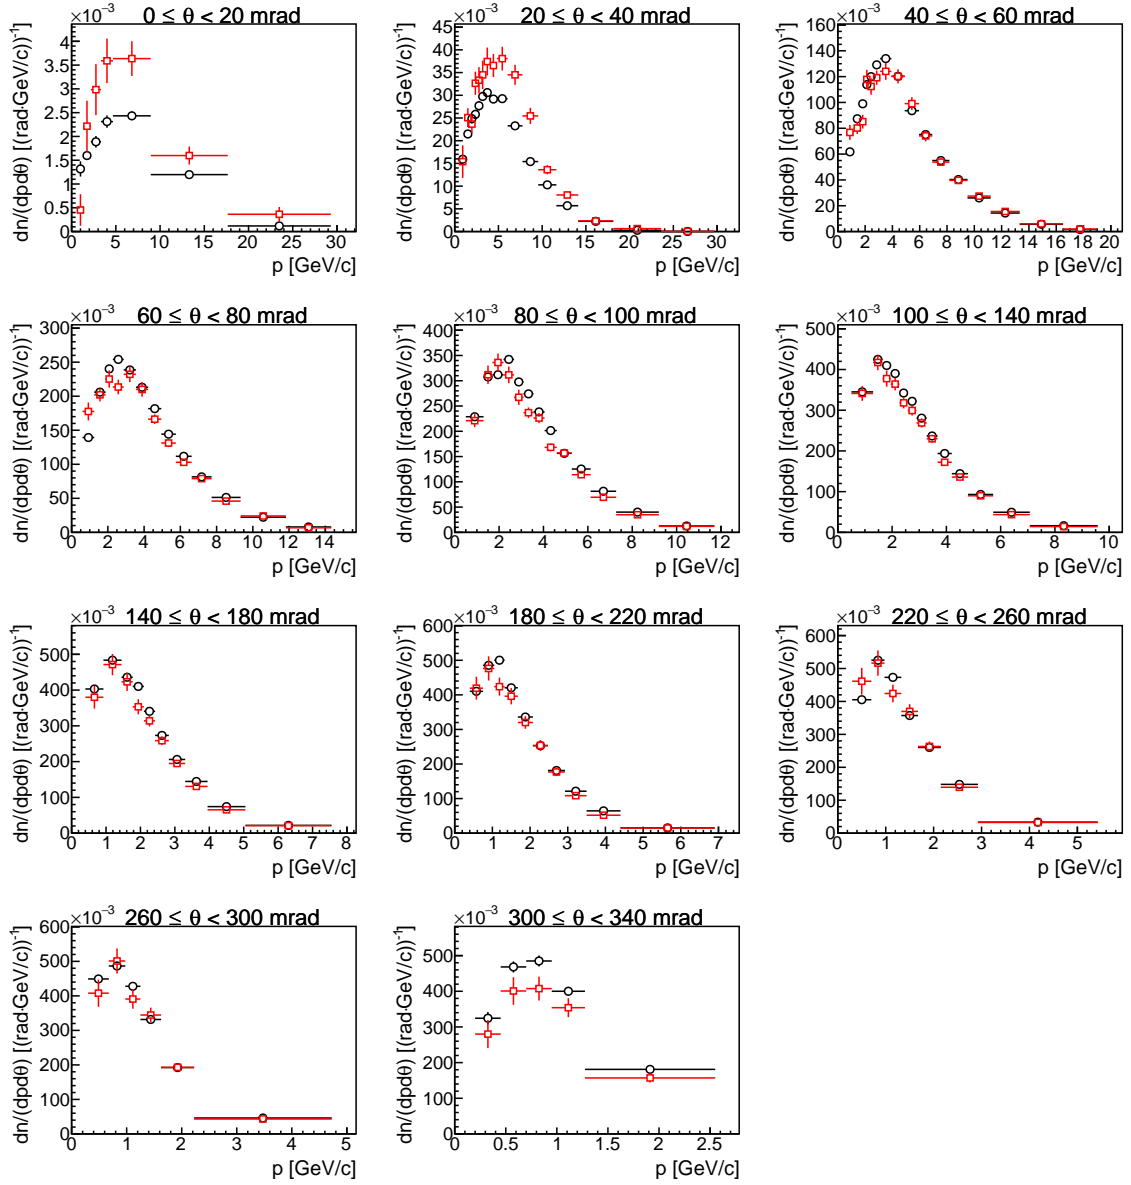 ×10⁻³ 0 ≤ θ < 20 mrad
dn/(dpdθ) [(rad·GeV/c))⁻¹]
4
3.5
3
2.5
2
1.5
1
0.5
0
0 5 10 15 20 25 30
p [GeV/c]
×10⁻³ 20 ≤ θ < 40 mrad
dn/(dpdθ) [(rad·GeV/c))⁻¹]
45
40
35
30
25
20
15
10
5
0
0 5 10 15 20 25 30
p [GeV/c]
×10⁻³ 40 ≤ θ < 60 mrad
dn/(dpdθ) [(rad·GeV/c))⁻¹]
160
140
120
100
80
60
40
20
0
0 2 4 6 8 10 12 14 16 18 20
p [GeV/c]
×10⁻³ 60 ≤ θ < 80 mrad
dn/(dpdθ) [(rad·GeV/c))⁻¹]
300
250
200
150
100
50
0
0 2 4 6 8 10 12 14
p [GeV/c]
×10⁻³ 80 ≤ θ < 100 mrad
dn/(dpdθ) [(rad·GeV/c))⁻¹]
400
350
300
250
200
150
100
50
0
0 2 4 6 8 10 12
p [GeV/c]
×10⁻³ 100 ≤ θ < 140 mrad
dn/(dpdθ) [(rad·GeV/c))⁻¹]
500
400
300
200
100
0
0 2 4 6 8 10
p [GeV/c]
×10⁻³ 140 ≤ θ < 180 mrad
dn/(dpdθ) [(rad·GeV/c))⁻¹]
500
400
300
200
100
0
0 1 2 3 4 5 6 7 8
p [GeV/c]
×10⁻³ 180 ≤ θ < 220 mrad
dn/(dpdθ) [(rad·GeV/c))⁻¹]
600
500
400
300
200
100
0
0 1 2 3 4 5 6 7
p [GeV/c]
×10⁻³ 220 ≤ θ < 260 mrad
dn/(dpdθ) [(rad·GeV/c))⁻¹]
600
500
400
300
200
100
0
0 1 2 3 4 5
p [GeV/c]
×10⁻³ 260 ≤ θ < 300 mrad
dn/(dpdθ) [(rad·GeV/c))⁻¹]
600
500
400
300
200
100
0
0 1 2 3 4 5
p [GeV/c]
×10⁻³ 300 ≤ θ < 340 mrad
dn/(dpdθ) [(rad·GeV/c))⁻¹]
500
400
300
200
100
0
0 0.5 1 1.5 2 2.5
p [GeV/c]